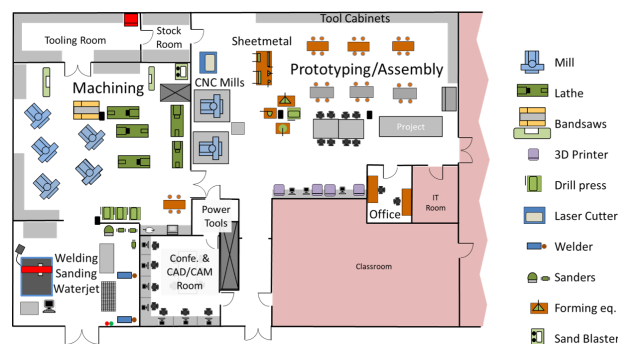 Tool Cabinets
Tooling Room
Stock
Room
Sheetmetal
Prototyping/Assembly
Machining
CNC Mills
Project
Power
Tools
Office
IT
Room
Welding
Sanding
Waterjet
Confe. &
CAD/CAM
Room
Classroom
Mill
Lathe
Bandsaws
3D Printer
Drill press
Laser Cutter
Welder
Sanders
Forming eq.
Sand Blaster